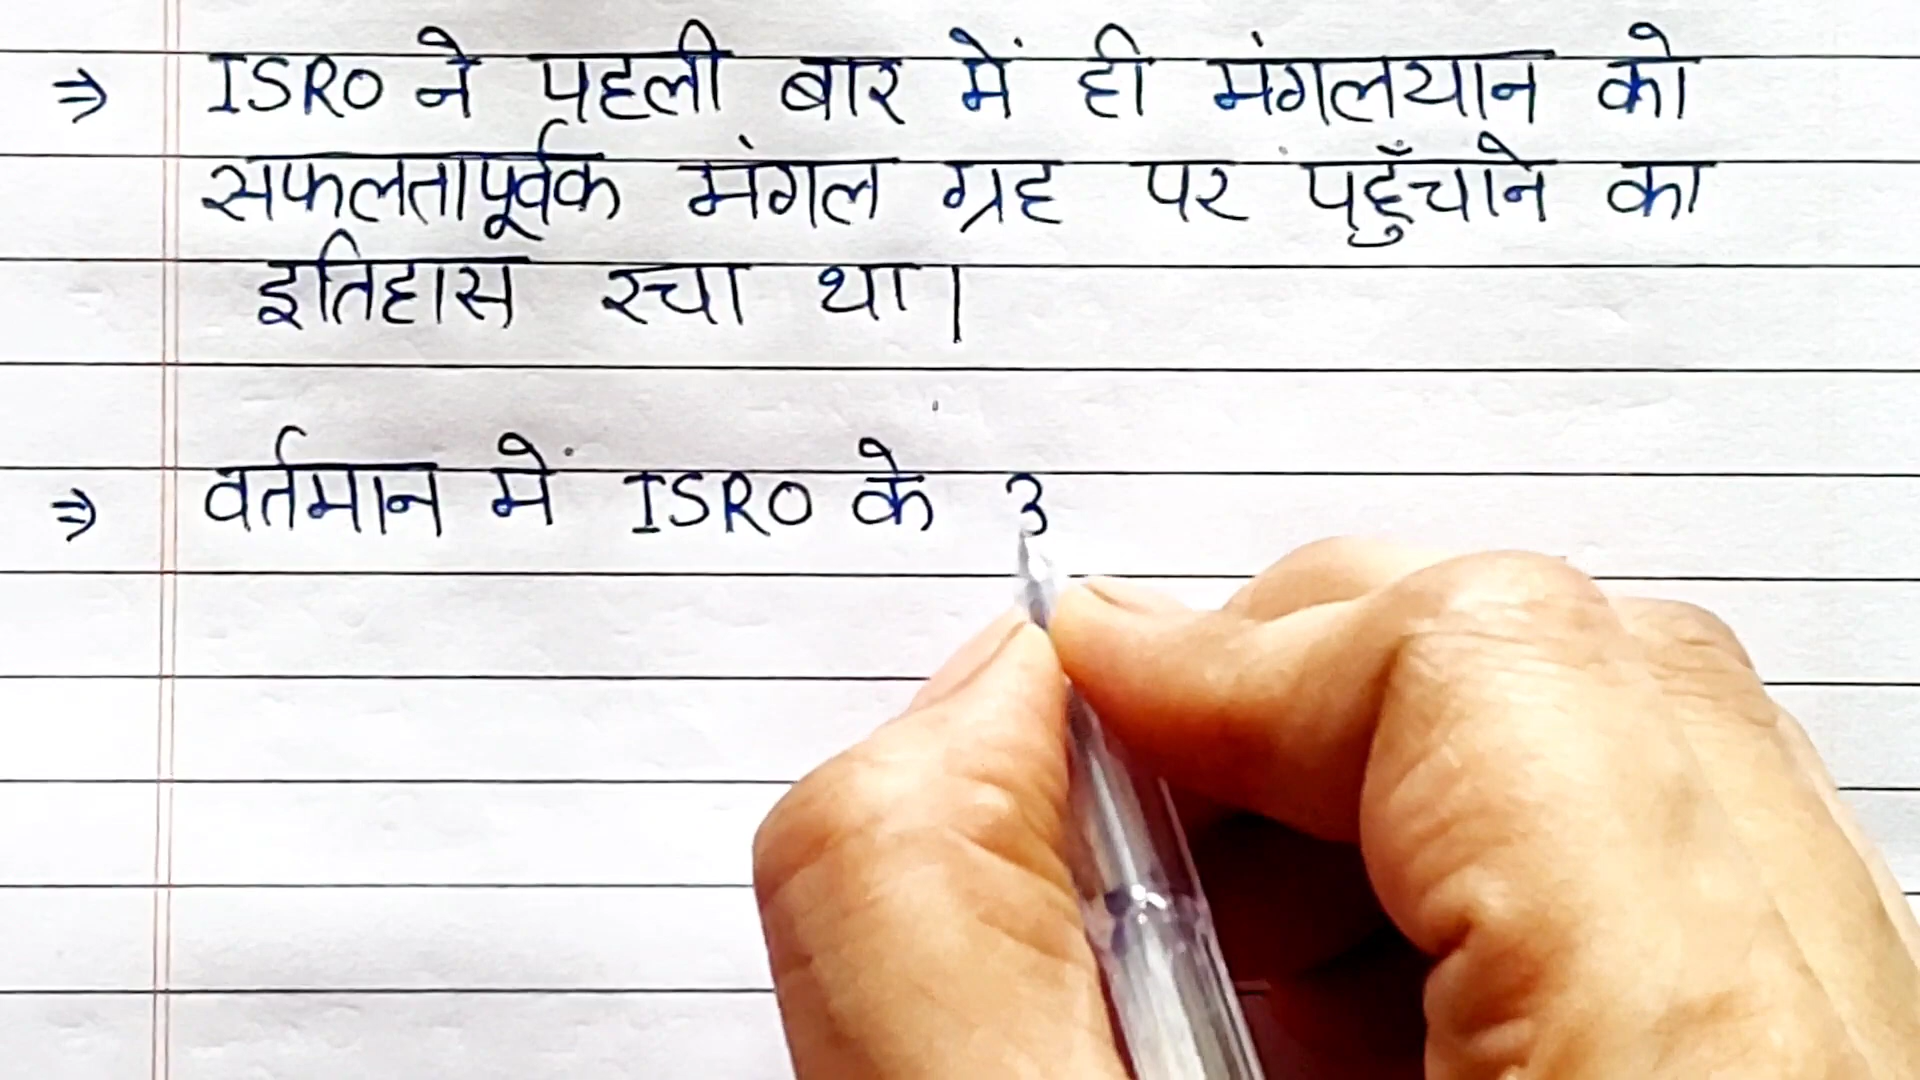 ⇒ ISRO ने पहली बार में ही मंगलयान को
सफलतापूर्वक मंगल ग्रह पर पहुँचाने का
इतिहास रचा था।
⇒ वर्तमान में ISRO के 3